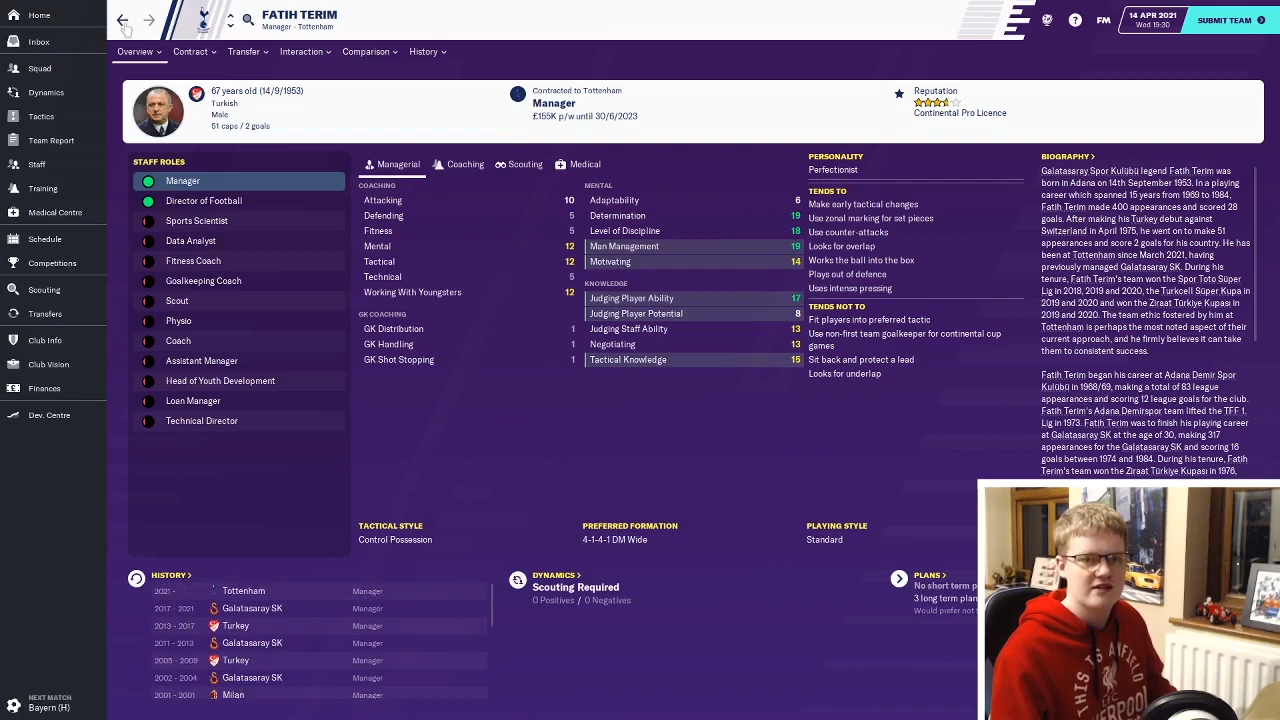 FATIH TERIM
Manager - Tottenham
FM
14 APR 2021
Wed 19:30
SUBMIT TEAM
Overview
Contract
Transfer
Interaction
Comparison
History
Inbox
Squad
Dynamics
Tactics
Team Report
Staff
Training
Medical Centre
Schedule
Competitions
Scouting
Transfers
Club Info
Club Vision
Finances
Dev. Centre
NEXT MATCH
Bayern (H)
67 years old (14/9/1953)
Turkish
Male
51 caps / 2 goals
Contracted to Tottenham
Manager
£155K p/w until 30/6/2023
Reputation
Continental Pro Licence
STAFF ROLES
Manager
Director of Football
Sports Scientist
Data Analyst
Fitness Coach
Goalkeeping Coach
Scout
Physio
Coach
Assistant Manager
Head of Youth Development
Loan Manager
Technical Director
Managerial
Coaching
Scouting
Medical
COACHING
Attacking 10
Defending 5
Fitness 5
Mental 12
Tactical 12
Technical 5
Working With Youngsters 12
GK COACHING
GK Distribution 1
GK Handling 1
GK Shot Stopping 1
MENTAL
Adaptability 6
Determination 19
Level of Discipline 18
Man Management 19
Motivating 14
KNOWLEDGE
Judging Player Ability 17
Judging Player Potential 8
Judging Staff Ability 13
Negotiating 13
Tactical Knowledge 15
PERSONALITY
Perfectionist
TENDS TO
Make early tactical changes
Use zonal marking for set pieces
Use counter-attacks
Looks for overlap
Works the ball into the box
Plays out of defence
Uses intense pressing
TENDS NOT TO
Fit players into preferred tactic
Use non-first team goalkeeper for continental cup
games
Sit back and protect a lead
Looks for underlap
BIOGRAPHY
Galatasaray Spor Kulübü legend Fatih Terim was
born in Adana on 14th September 1953. In a playing
career which spanned 15 years from 1969 to 1984,
Fatih Terim made 400 appearances and scored 28
goals. After making his Turkey debut against
Switzerland in April 1975, he went on to make 51
appearances and score 2 goals for his country. He has
been at Tottenham since March 2021, having
previously managed Galatasaray SK. During his
tenure, Fatih Terim's team won the Spor Toto Süper
Lig in 2018, 2019 and 2020, the Turkcell Süper Kupa in
2019 and 2020 and won the Ziraat Türkiye Kupası in
2019 and 2020. The team ethic fostered by him at
Tottenham is perhaps the most noted aspect of their
current approach, and he firmly believes it can take
them to consistent success.
Fatih Terim began his career at Adana Demir Spor
Kulübü in 1968/69, making a total of 83 league
appearances and scoring 12 league goals for the club.
Fatih Terim's Adana Demirspor team lifted the TFF 1.
Lig in 1973. Fatih Terim was to finish his playing career
at Galatasaray SK at the age of 30, making 317
appearances for the Galatasaray SK and scoring 16
goals between 1974 and 1984. During his tenure, Fatih
Terim's team won the Ziraat Türkiye Kupası in 1976,
TACTICAL STYLE
Control Possession
PREFERRED FORMATION
4-1-4-1 DM Wide
PLAYING STYLE
Standard
HISTORY
2021 - Tottenham Manager
2017 - 2021 Galatasaray SK Manager
2013 - 2017 Turkey Manager
2011 - 2013 Galatasaray SK Manager
2005 - 2009 Turkey Manager
2002 - 2004 Galatasaray SK Manager
2001 - 2001 Milan Manager
DYNAMICS
Scouting Required
0 Positives / 0 Negatives
PLANS
No short term p
3 long term plan
Would prefer not
THIS IS ANFIELD
LIVERPOOL